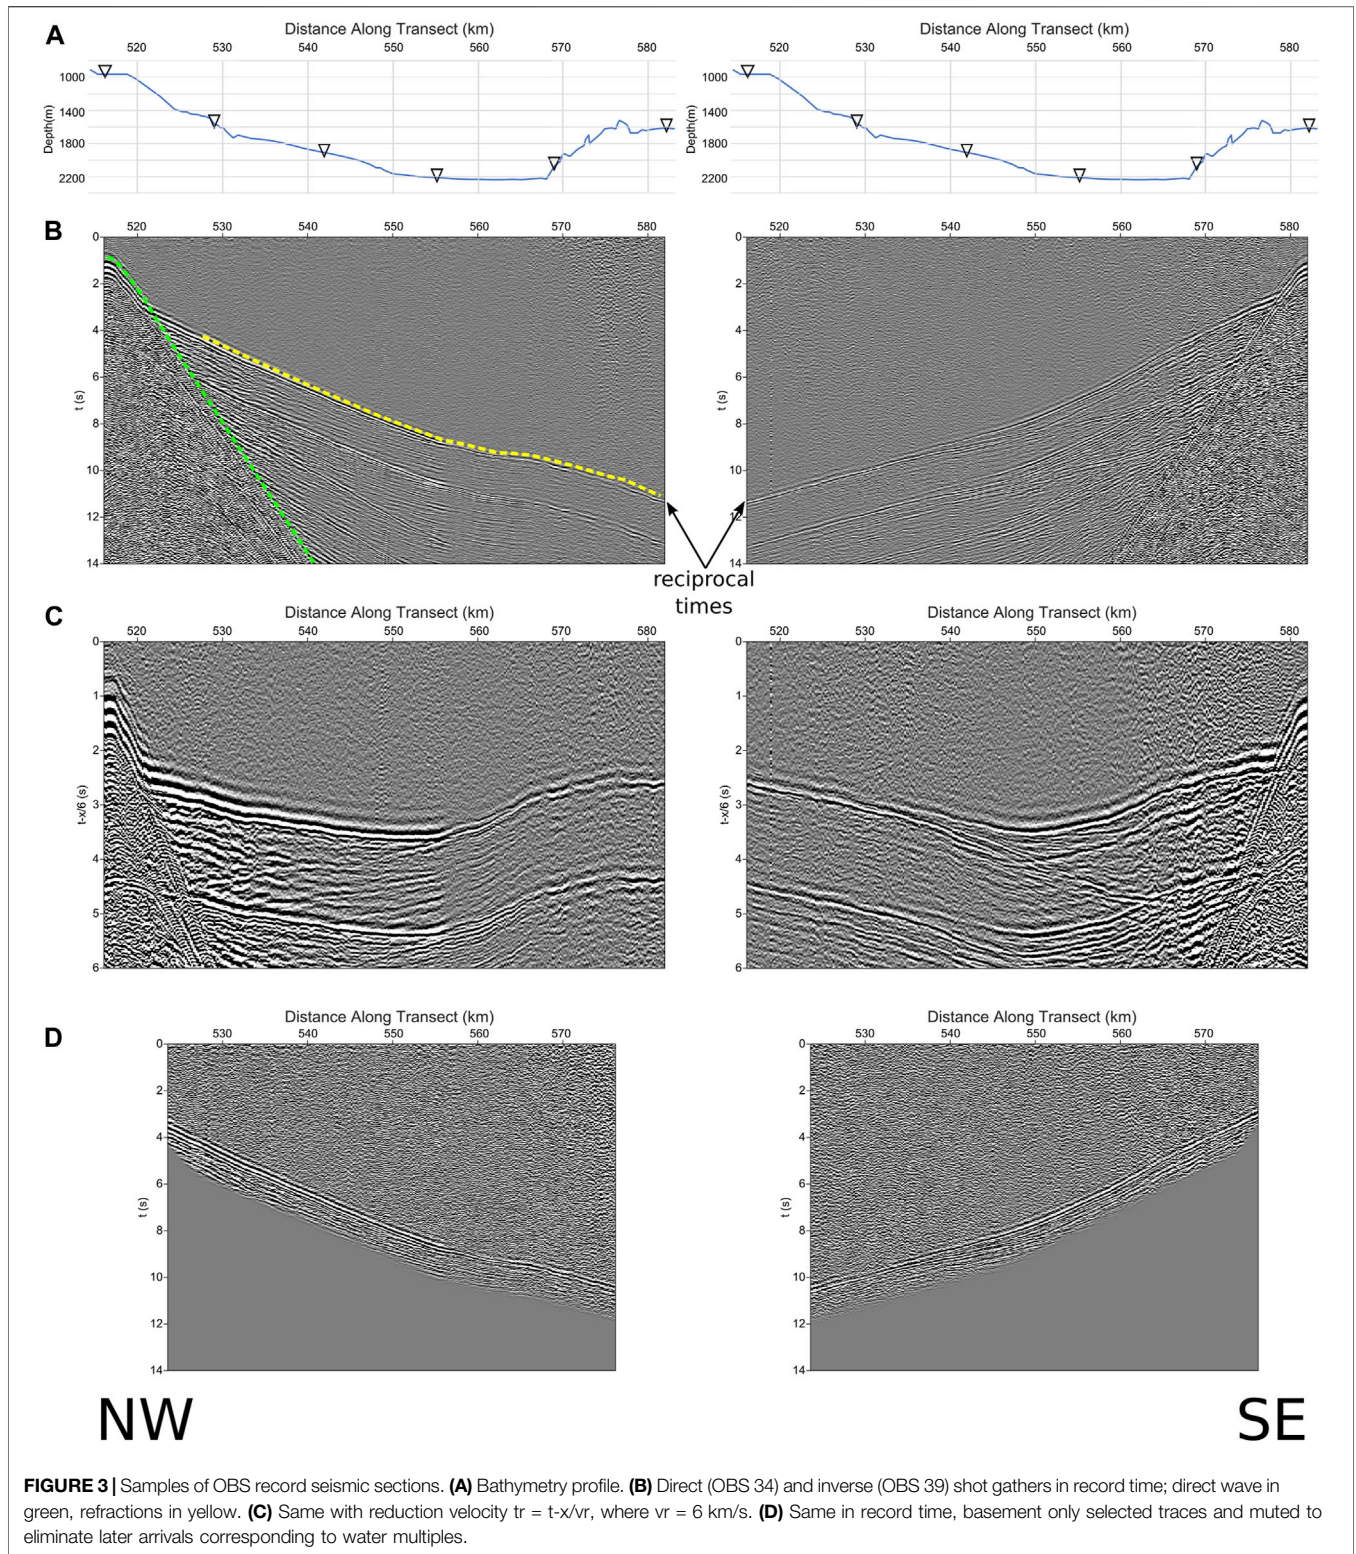 A
Distance Along Transect (km)
Distance Along Transect (km)
520 530 540 550 560 570 580
520 530 540 550 560 570 580
Depth(m)
1000
1400
1800
2200
Depth(m)
1000
1400
1800
2200
B
520 530 540 550 560 570 580
520 530 540 550 560 570 580
t (s)
0
2
4
6
8
10
12
14
t (s)
0
2
4
6
8
10
12
14
reciprocal
times
C
Distance Along Transect (km)
Distance Along Transect (km)
520 530 540 550 560 570 580
520 530 540 550 560 570 580
t-x/6 (s)
0
1
2
3
4
5
6
t-x/6 (s)
0
1
2
3
4
5
6
D
Distance Along Transect (km)
Distance Along Transect (km)
530 540 550 560 570
530 540 550 560 570
t (s)
0
2
4
6
8
10
12
14
t (s)
0
2
4
6
8
10
12
14
NW
SE
FIGURE 3 | Samples of OBS record seismic sections. (A) Bathymetry profile. (B) Direct (OBS 34) and inverse (OBS 39) shot gathers in record time; direct wave in
green, refractions in yellow. (C) Same with reduction velocity tr = t-x/vr, where vr = 6 km/s. (D) Same in record time, basement only selected traces and muted to
eliminate later arrivals corresponding to water multiples.